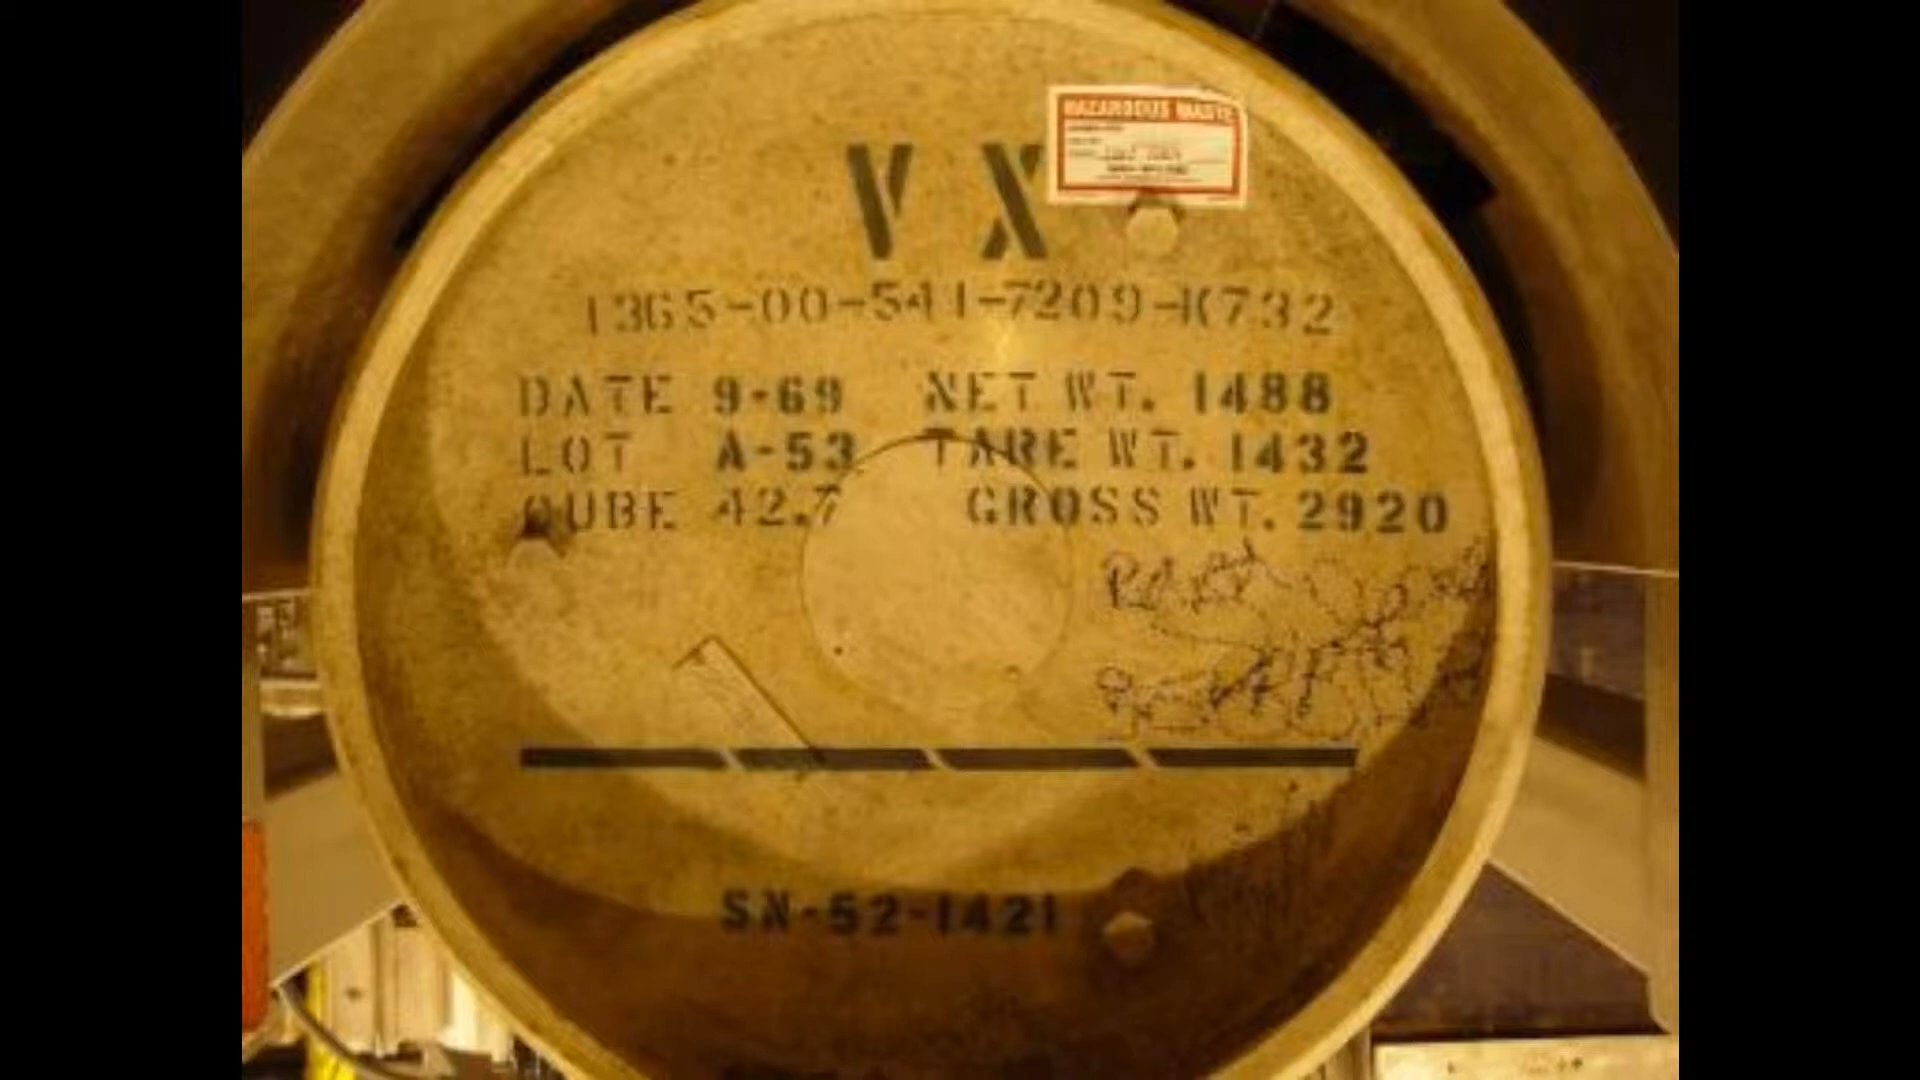 HAZARDOUS WASTE
V X
1365-00-541-7209-K732
DATE 9-69 NET WT. 1488
LOT A-53 TARE WT. 1432
CUBE 42.7 GROSS WT. 2920
SN-52-1421